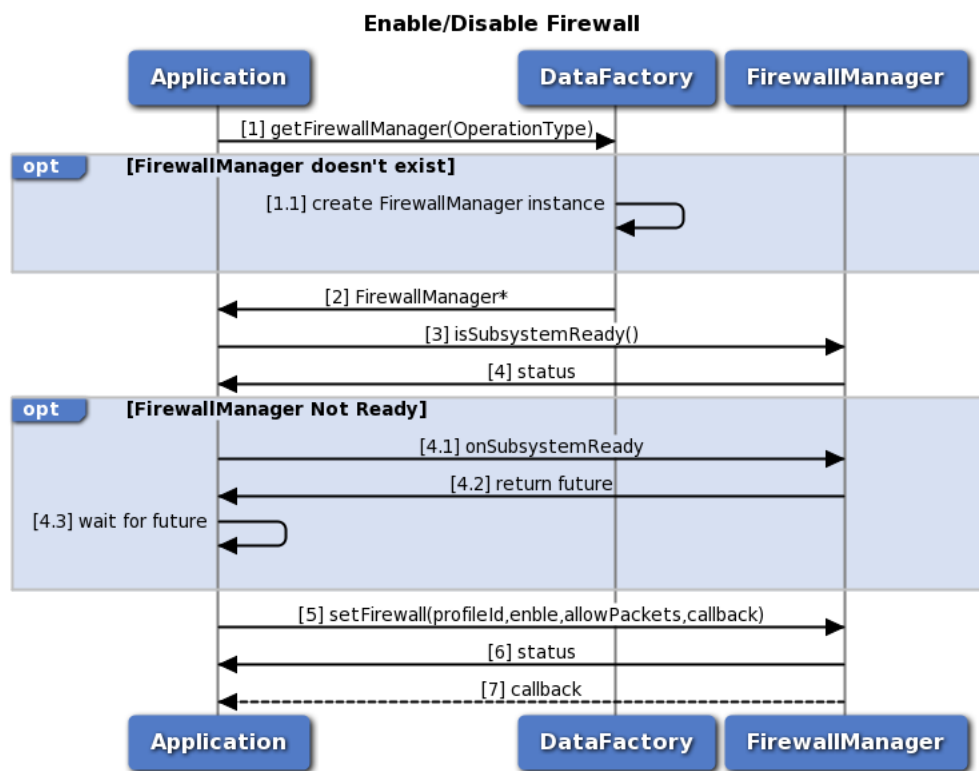 Enable/Disable Firewall
Application DataFactory FirewallManager
[1] getFirewallManager(OperationType)
opt [FirewallManager doesn't exist]
[1.1] create FirewallManager instance
[2] FirewallManager*
[3] isSubsystemReady()
[4] status
opt [FirewallManager Not Ready]
[4.1] onSubsystemReady
[4.2] return future
[4.3] wait for future
[5] setFirewall(profileId,enble,allowPackets,callback)
[6] status
[7] callback
Application DataFactory FirewallManager